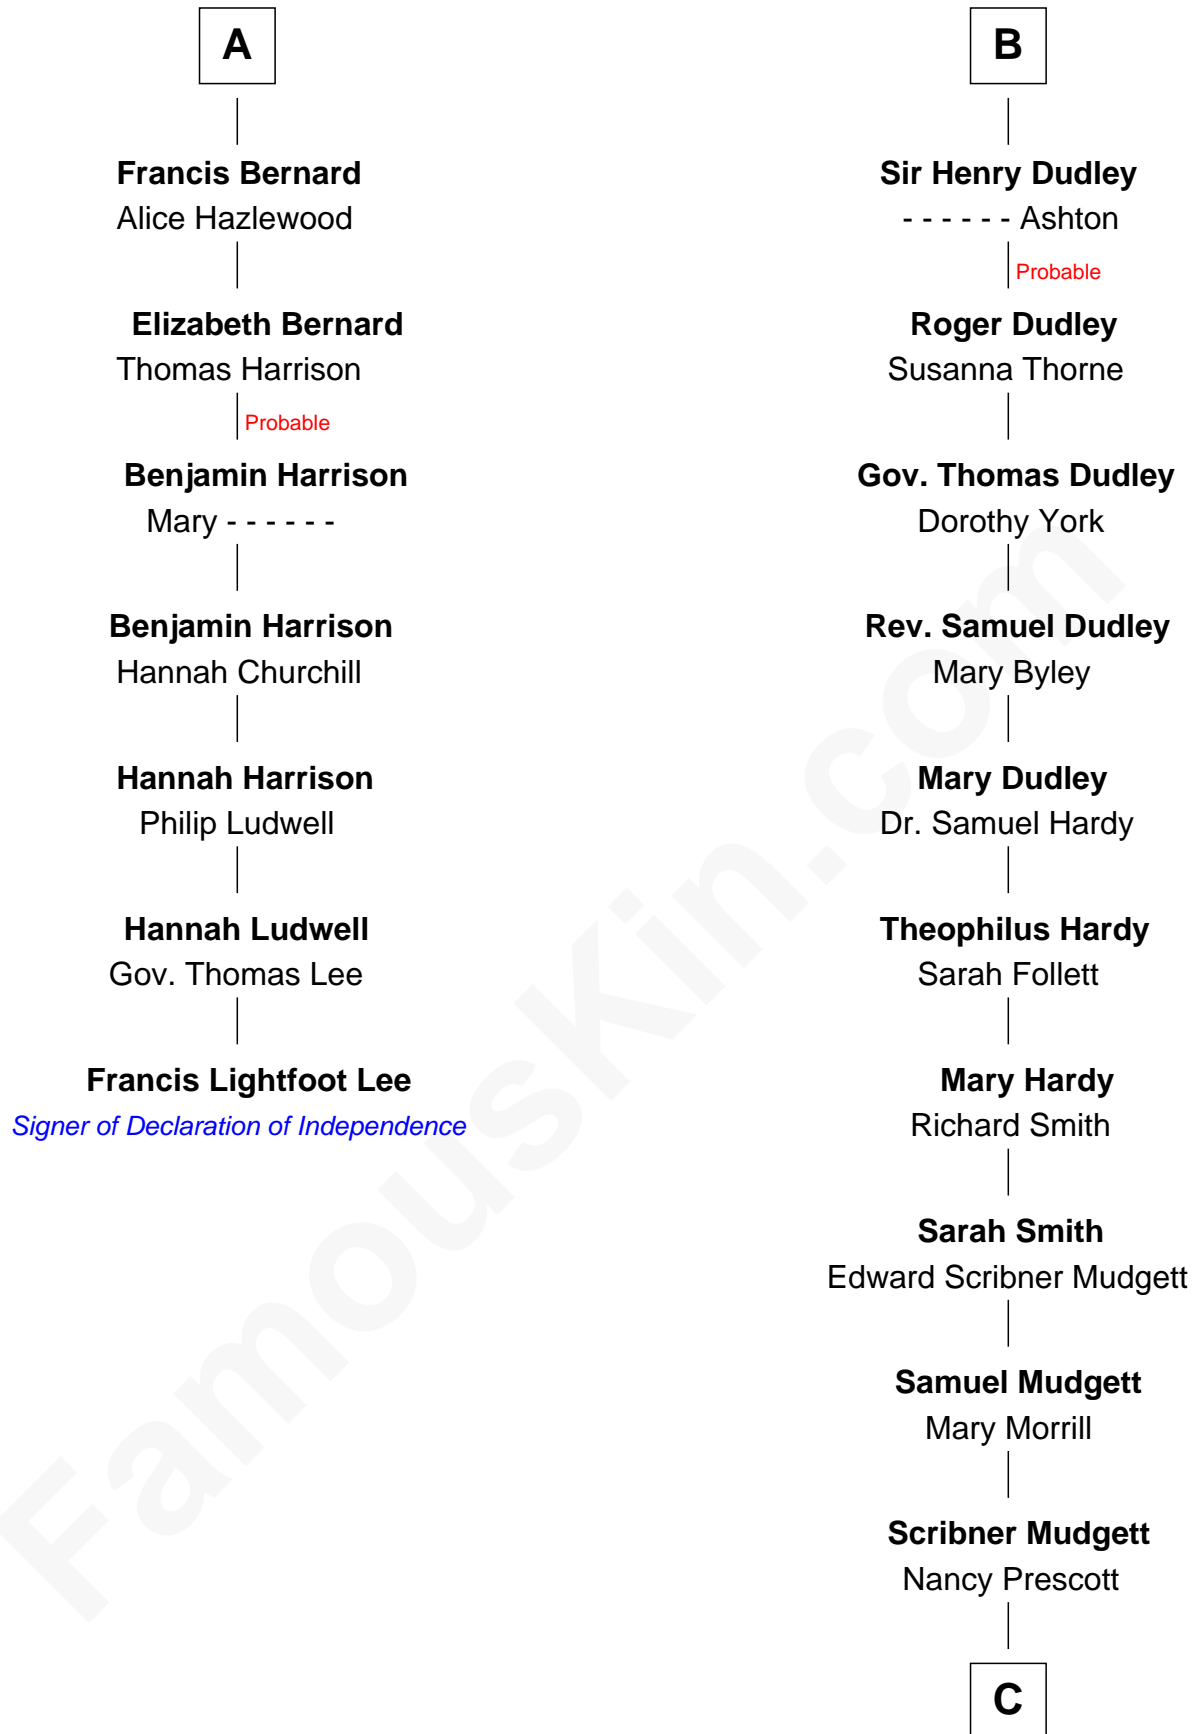 A
Francis Bernard
Alice Hazlewood
Elizabeth Bernard
Thomas Harrison
Probable
Benjamin Harrison
Mary - - - - - -
Benjamin Harrison
Hannah Churchill
Hannah Harrison
Philip Ludwell
Hannah Ludwell
Gov. Thomas Lee
Francis Lightfoot Lee
Signer of Declaration of Independence
B
Sir Henry Dudley
- - - - - - Ashton
Probable
Roger Dudley
Susanna Thorne
Gov. Thomas Dudley
Dorothy York
Rev. Samuel Dudley
Mary Byley
Mary Dudley
Dr. Samuel Hardy
Theophilus Hardy
Sarah Follett
Mary Hardy
Richard Smith
Sarah Smith
Edward Scribner Mudgett
Samuel Mudgett
Mary Morrill
Scribner Mudgett
Nancy Prescott
C
FamousKin.com